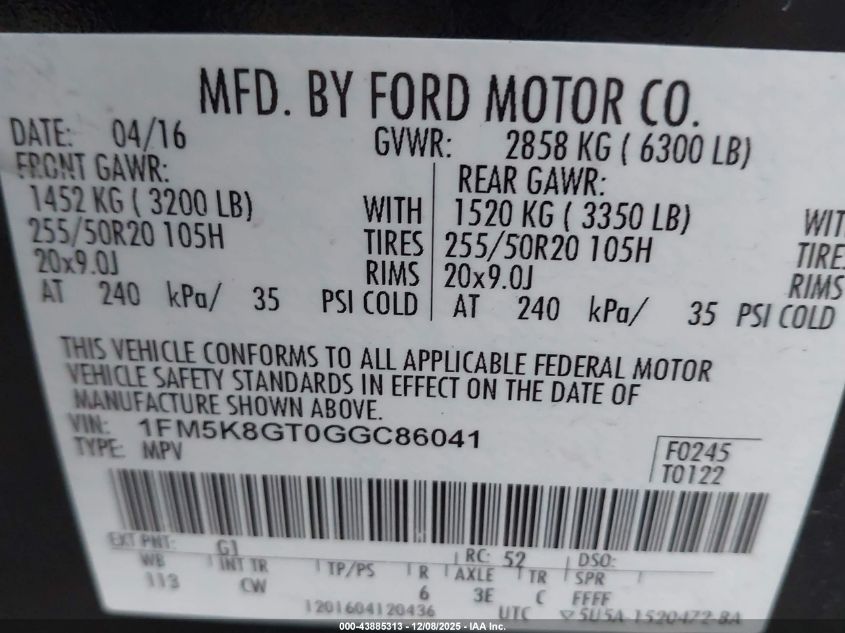 MFD. BY FORD MOTOR CO.
DATE: 04/16 GVWR: 2858 KG ( 6300 LB)
FRONT GAWR: REAR GAWR:
1452 KG ( 3200 LB) WITH 1520 KG ( 3350 LB) WIT
255/50R20 105H TIRES 255/50R20 105H TIRE
20x9.0J RIMS 20x9.0J RIMS
AT 240 kPa/ 35 PSI COLD AT 240 kPa/ 35 PSI COLD
THIS VEHICLE CONFORMS TO ALL APPLICABLE FEDERAL MOTOR
VEHICLE SAFETY STANDARDS IN EFFECT ON THE DATE OF
MANUFACTURE SHOWN ABOVE.
VIN: 1FM5K8GT0GGC86041
TYPE: MPV F0245
T0122
EXT PNT: G1 RC: 52 DSO:
WB INT TR TP/PS R AXLE TR SPR
113 CW 6 3E C FFFF
1201604120436 UTC ▽5U5A 1520472-BA
000-43885313 - 12/08/2025 - IAA Inc.